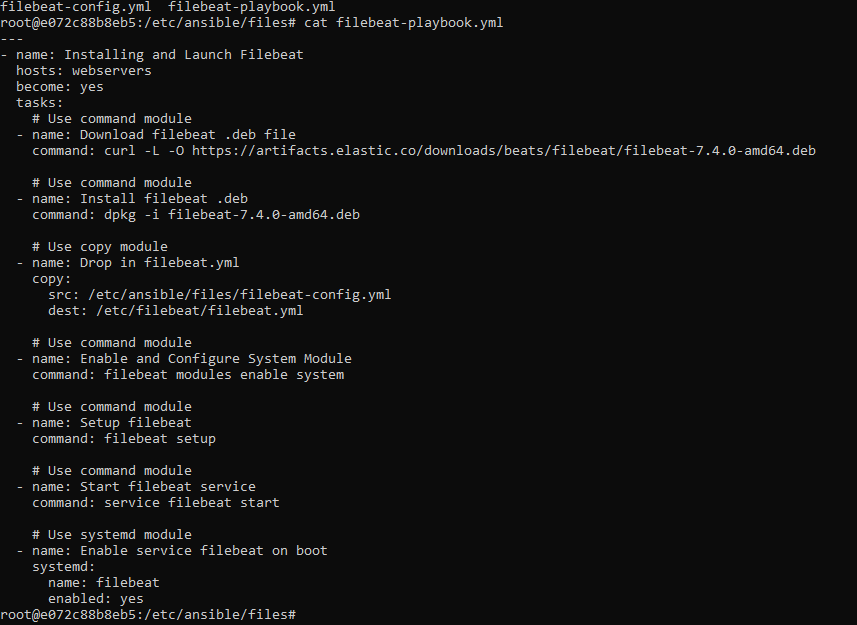 filebeat-config.yml  filebeat-playbook.yml
root@e072c88b8eb5:/etc/ansible/files# cat filebeat-playbook.yml
---
- name: Installing and Launch Filebeat
  hosts: webservers
  become: yes
  tasks:
    # Use command module
  - name: Download filebeat .deb file
    command: curl -L -O https://artifacts.elastic.co/downloads/beats/filebeat/filebeat-7.4.0-amd64.deb

    # Use command module
  - name: Install filebeat .deb
    command: dpkg -i filebeat-7.4.0-amd64.deb

    # Use copy module
  - name: Drop in filebeat.yml
    copy:
      src: /etc/ansible/files/filebeat-config.yml
      dest: /etc/filebeat/filebeat.yml

    # Use command module
  - name: Enable and Configure System Module
    command: filebeat modules enable system

    # Use command module
  - name: Setup filebeat
    command: filebeat setup

    # Use command module
  - name: Start filebeat service
    command: service filebeat start

    # Use systemd module
  - name: Enable service filebeat on boot
    systemd:
      name: filebeat
      enabled: yes
root@e072c88b8eb5:/etc/ansible/files#